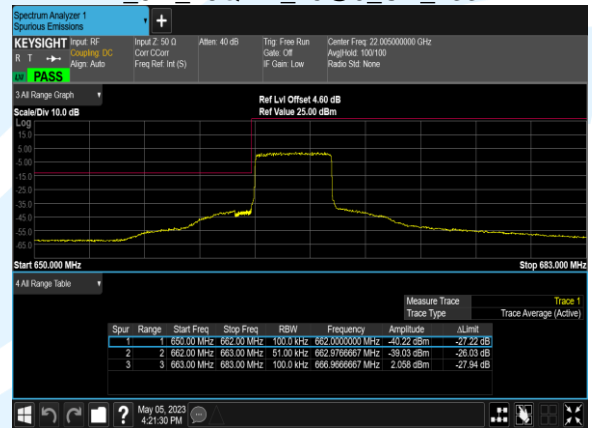 Spectrum Analyzer 1
Spurious Emissions
+
KEYSIGHT Input: RF Input Z: 50 Ω Atten: 40 dB Trig: Free Run Center Freq: 22.005000000 GHz
R T Coupling: DC Corr CCorr Gate: Off Avg|Hold: 100/100
Align: Auto Freq Ref: Int (S) IF Gain: Low Radio Std: None
PASS
3 All Range Graph
Ref Lvl Offset 4.60 dB
Scale/Div 10.0 dB Ref Value 25.00 dBm
Log
15.0
5.00
-5.00
-15.0
-25.0
-35.0
-45.0
-55.0
-65.0
Start 650.000 MHz Stop 683.000 MHz
4 All Range Table
Measure Trace Trace 1
Trace Type Trace Average (Active)
Spur Range Start Freq Stop Freq RBW Frequency Amplitude ΔLimit
1 1 650.00 MHz 662.00 MHz 100.0 kHz 662.0000000 MHz -40.22 dBm -27.22 dB
2 2 662.00 MHz 663.00 MHz 51.00 kHz 662.9766667 MHz -39.03 dBm -26.03 dB
3 3 663.00 MHz 683.00 MHz 100.0 kHz 666.9666667 MHz 2.058 dBm -27.94 dB
? May 05, 2023
4:21:30 PM